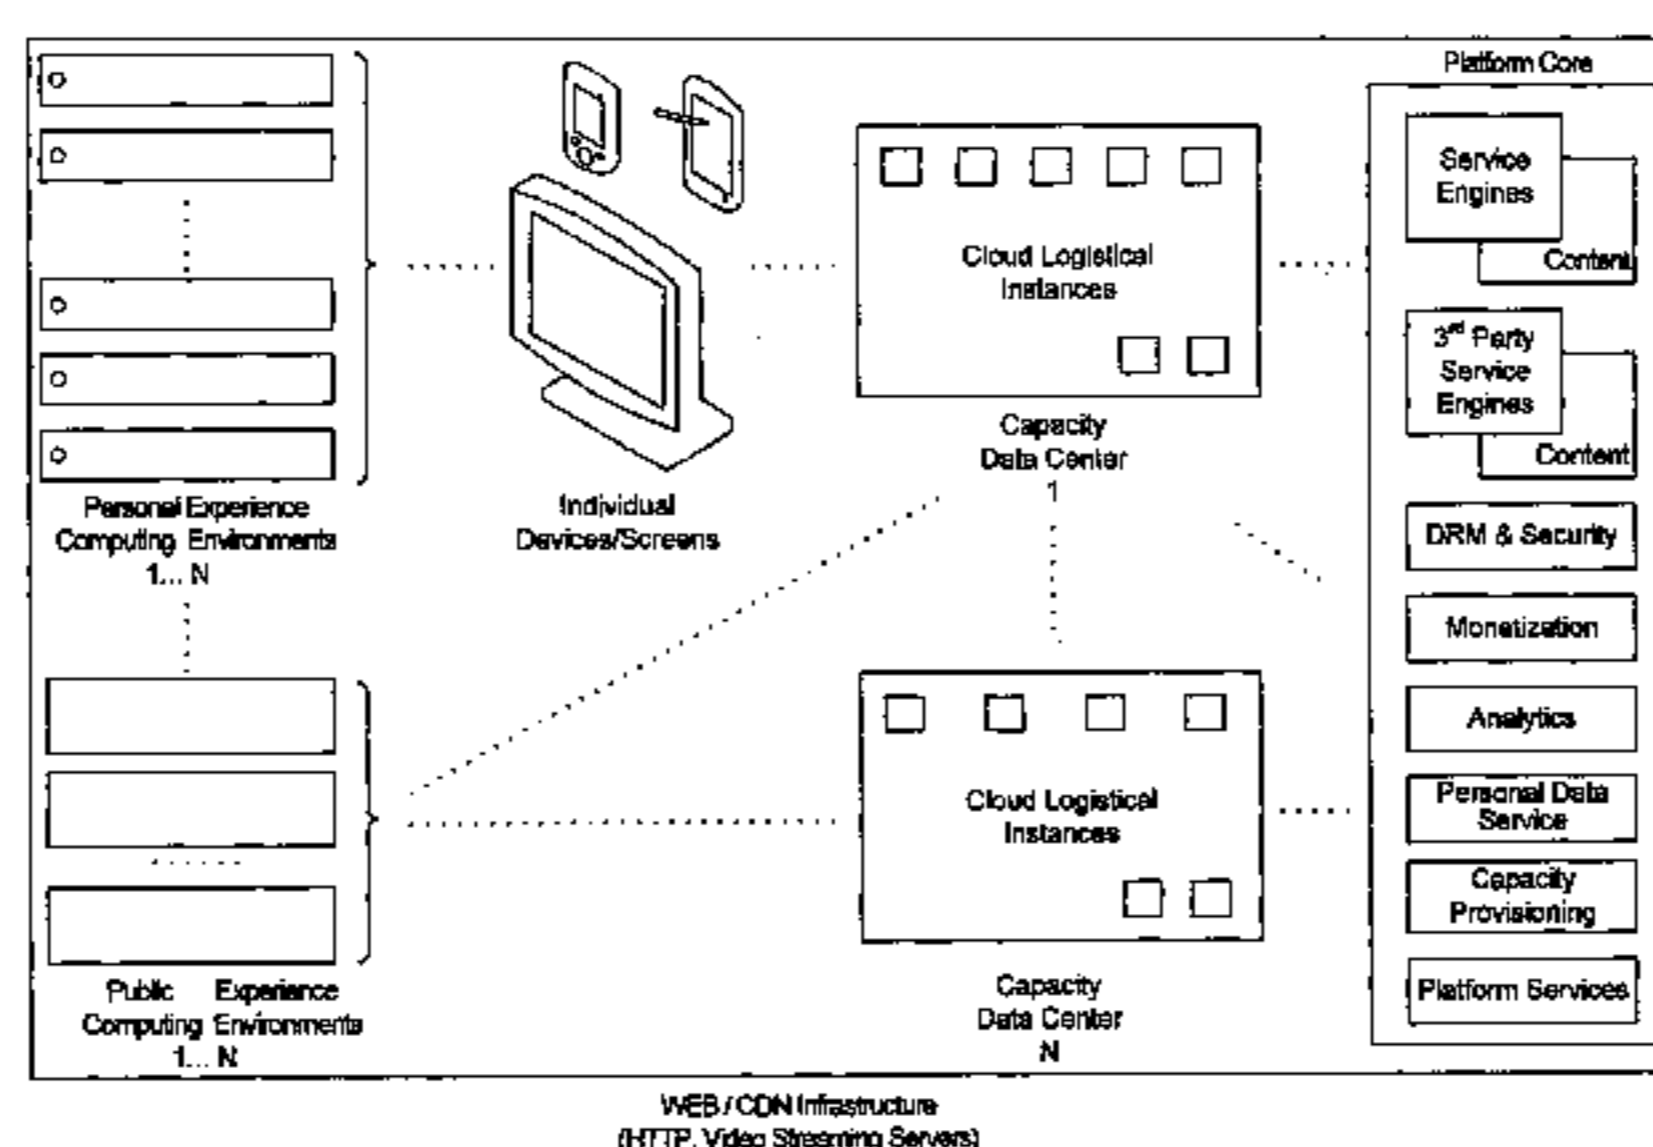 Platform Core
Service
Engines
Content
3rd Party
Service
Engines
Content
DRM & Security
Monetization
Analytics
Personal Data
Service
Capacity
Provisioning
Platform Services
Cloud Logistical
Instances
Capacity
Data Center
1
Individual
Devices/Screens
Personal Experience
Computing Environments
1... N
Cloud Logistical
Instances
Capacity
Data Center
N
Public Experience
Computing Environments
1... N
WEB / CDN Infrastructure
(HTTP, Video Streaming Servers)